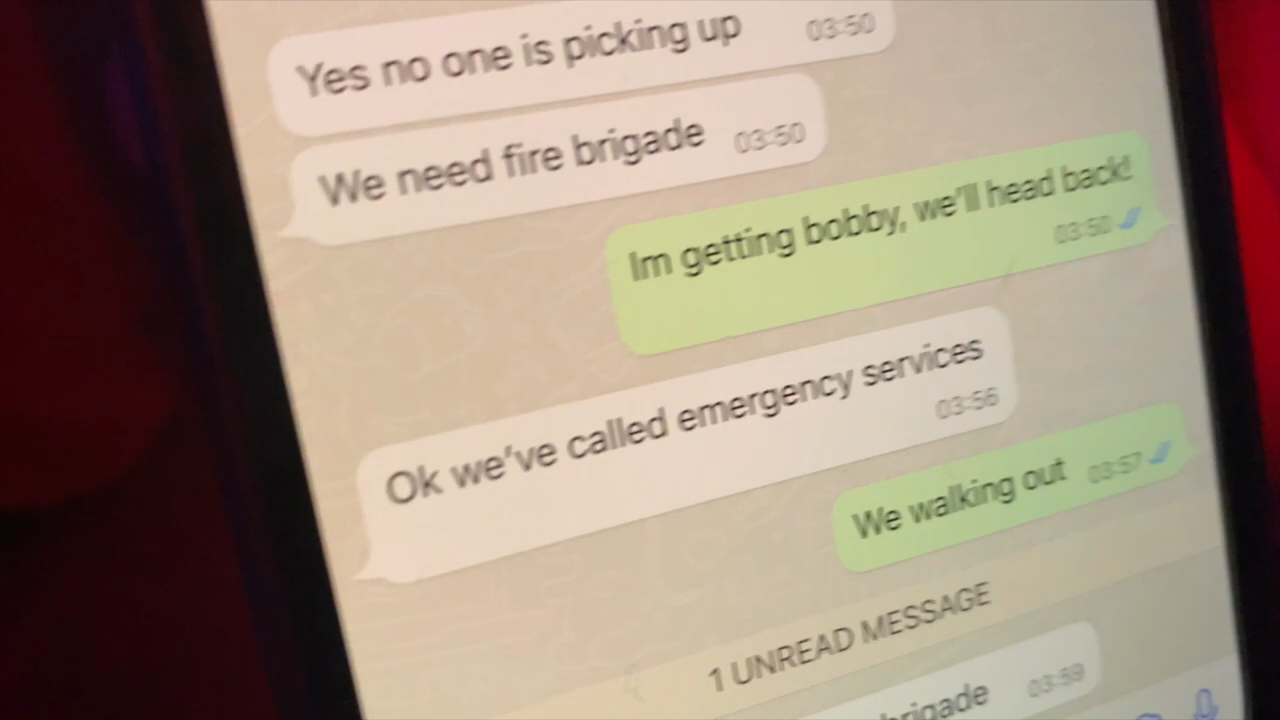 Yes no one is picking up 03:50
We need fire brigade 03:50
Im getting bobby, we'll head back!
03:50
Ok we've called emergency services
03:56
We walking out 03:57
1 UNREAD MESSAGE
brigade 03:59